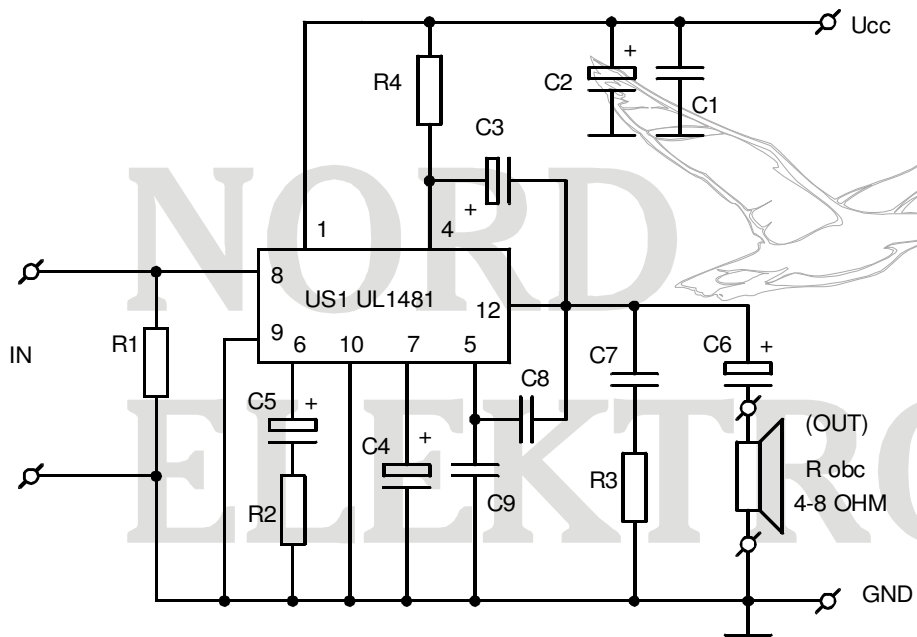 Ucc
R4
C2
+
C1
C3
+
1
4
NORD
8
US1 UL1481
12
9
6
10
7
5
IN
R1
C5
+
C4
+
C8
C7
C6
+
(OUT)
R obc
4-8 OHM
R2
C9
R3
ELEKTRO
GND